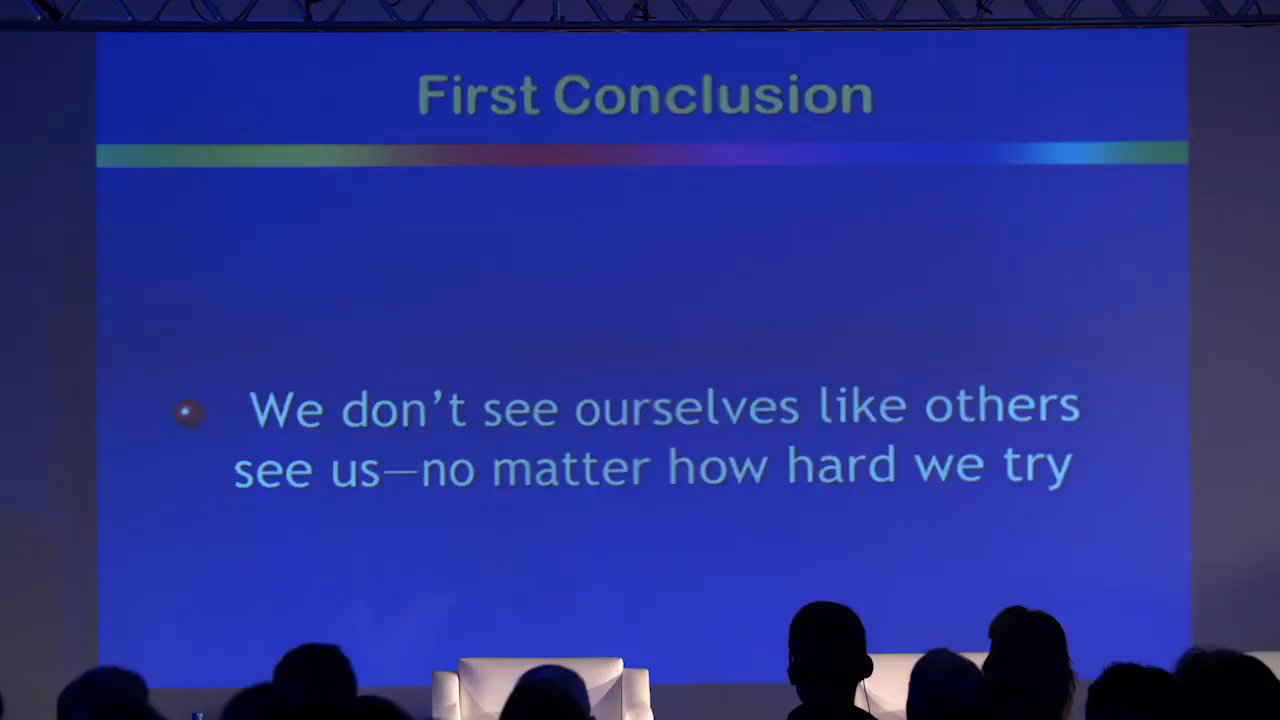 First Conclusion
We don't see ourselves like others
see us—no matter how hard we try